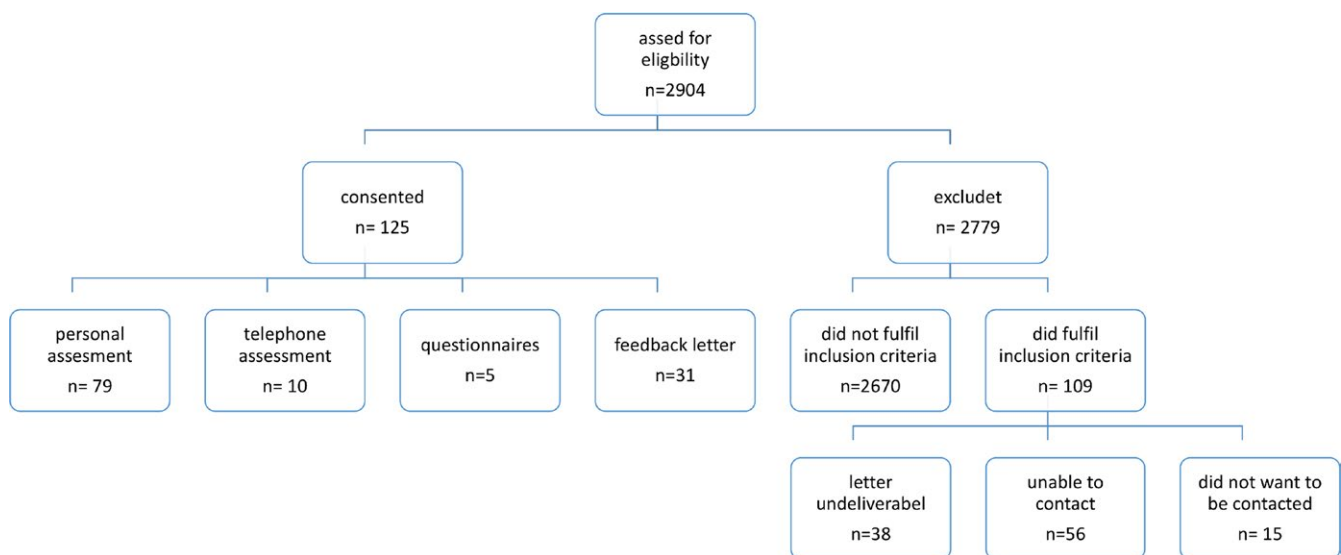 assed for
eligbility
n=2904
consented
n= 125
excludet
n= 2779
personal
assesment
n= 79
telephone
assessment
n= 10
questionnaires
n=5
feedback letter
n=31
did not fulfil
inclusion criteria
n=2670
did fulfil
inclusion criteria
n= 109
letter
undeliverabel
n=38
unable to
contact
n=56
did not want to
be contacted
n= 15